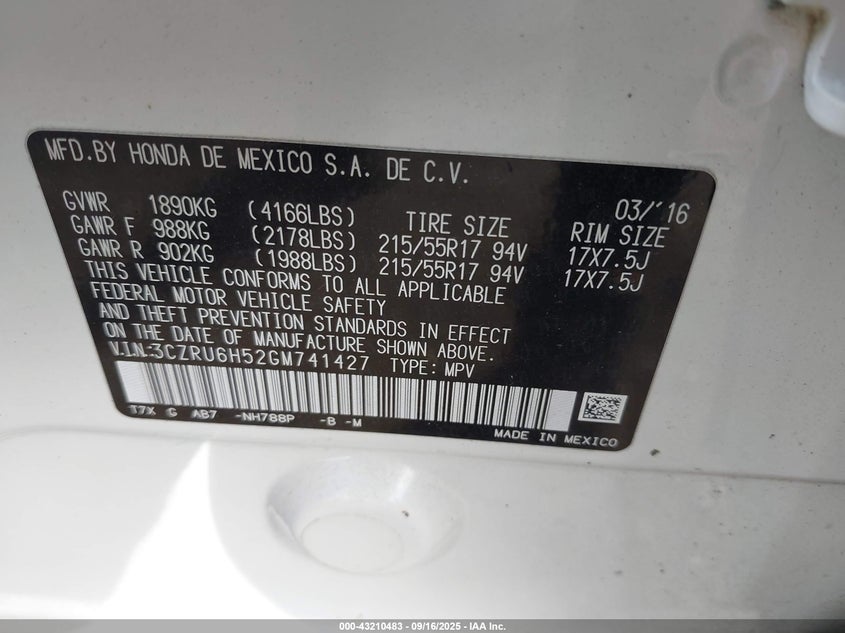 MFD.BY HONDA DE MEXICO S.A. DE C.V.
03/'16
GVWR 1890KG (4166LBS) TIRE SIZE RIM SIZE
GAWR F 988KG (2178LBS) 215/55R17 94V 17X7.5J
GAWR R 902KG (1988LBS) 215/55R17 94V 17X7.5J
THIS VEHICLE CONFORMS TO ALL APPLICABLE
FEDERAL MOTOR VEHICLE SAFETY
AND THEFT PREVENTION STANDARDS IN EFFECT
ON THE DATE OF MANUFACTURE SHOWN ABOVE.
V.I.N.:3CZRU6H52GM741427 TYPE: MPV
T7X C AB7 -NH788P -B -M
MADE IN MEXICO
000-43210483 - 09/16/2025 - IAA Inc.